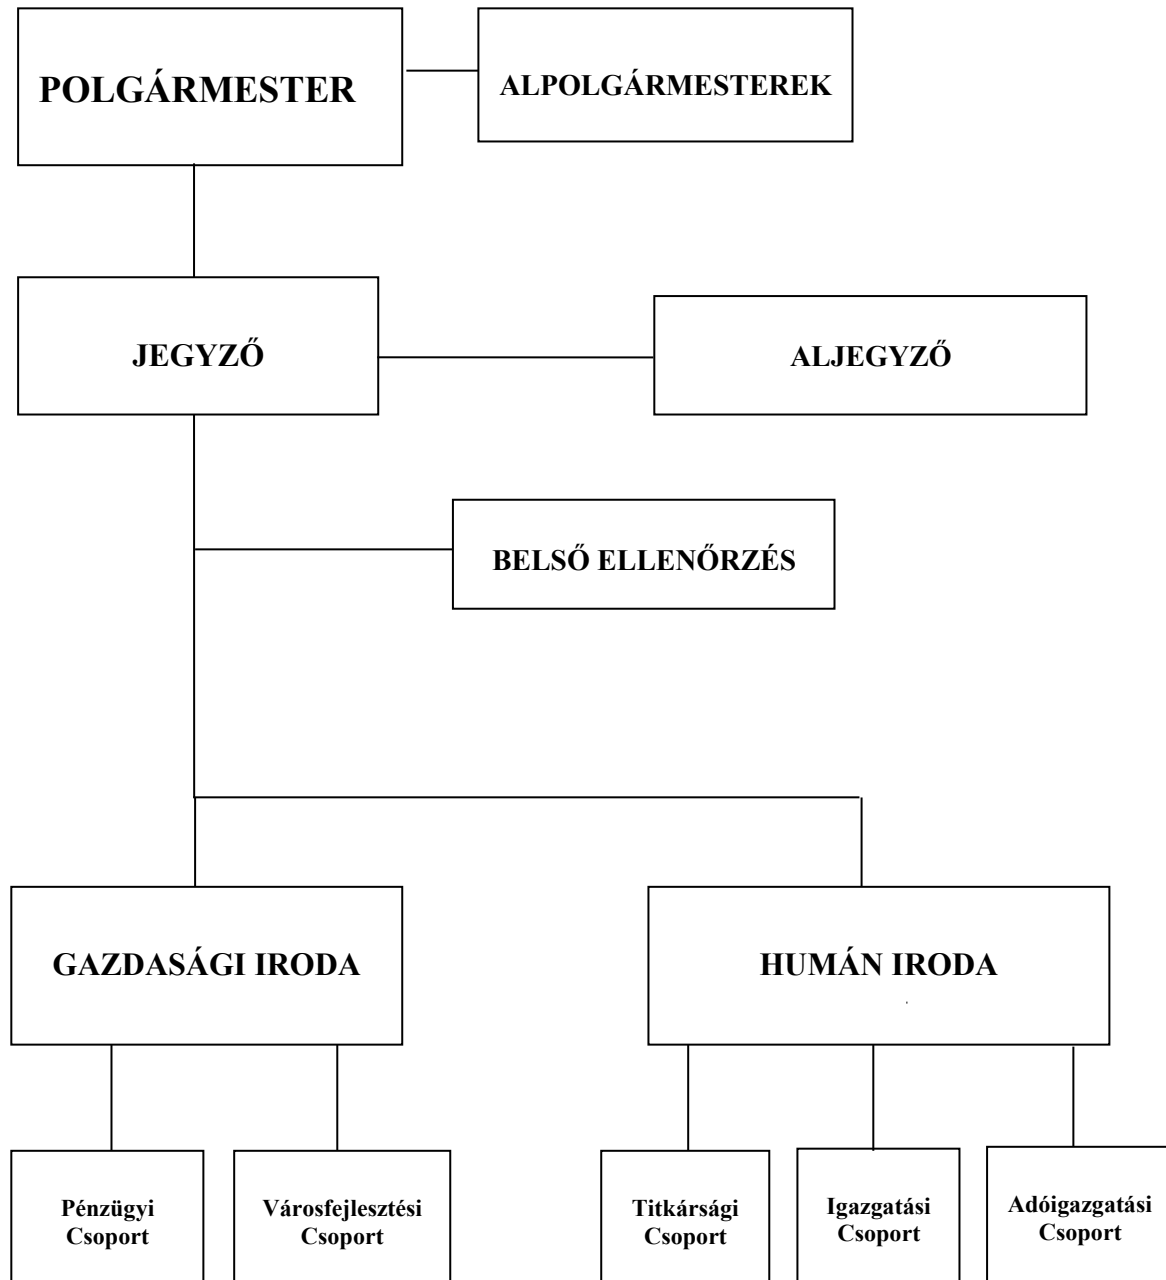 POLGÁRMESTER
ALPOLGÁRMESTEREK
JEGYZŐ
ALJEGYZŐ
BELSŐ ELLENŐRZÉS
GAZDASÁGI IRODA
HUMÁN IRODA
Pénzügyi
Csoport
Városfejlesztési
Csoport
Titkársági
Csoport
Igazgatási
Csoport
Adóigazgatási
Csoport